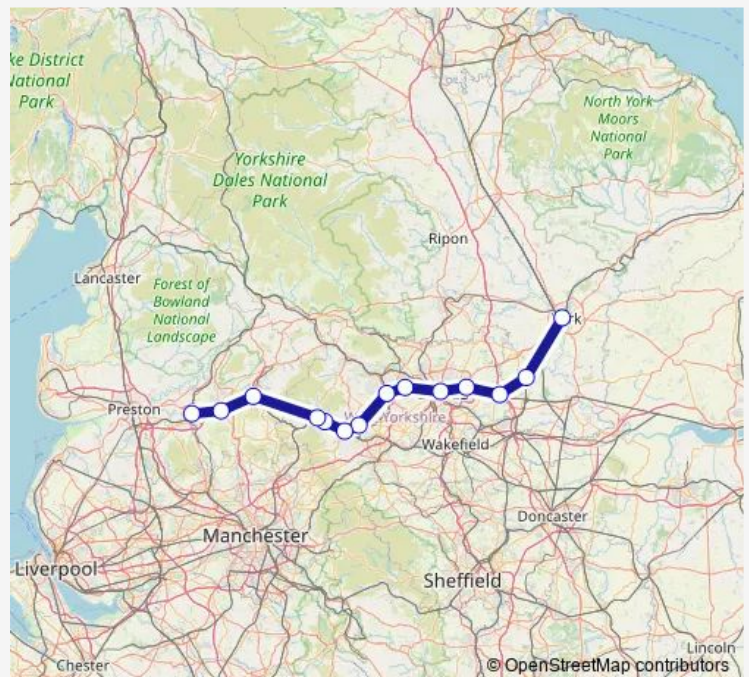 ke District
National
Park
North York
Moors
National
Park
Yorkshire
Dales National
Park
Ripon
Lancaster
Forest of
Bowland
National
Landscape
rk
Preston
Yorkshire
Wakefield
Doncaster
Manchester
Liverpool
Sheffield
Lincoln
Chester
© OpenStreetMap contributors